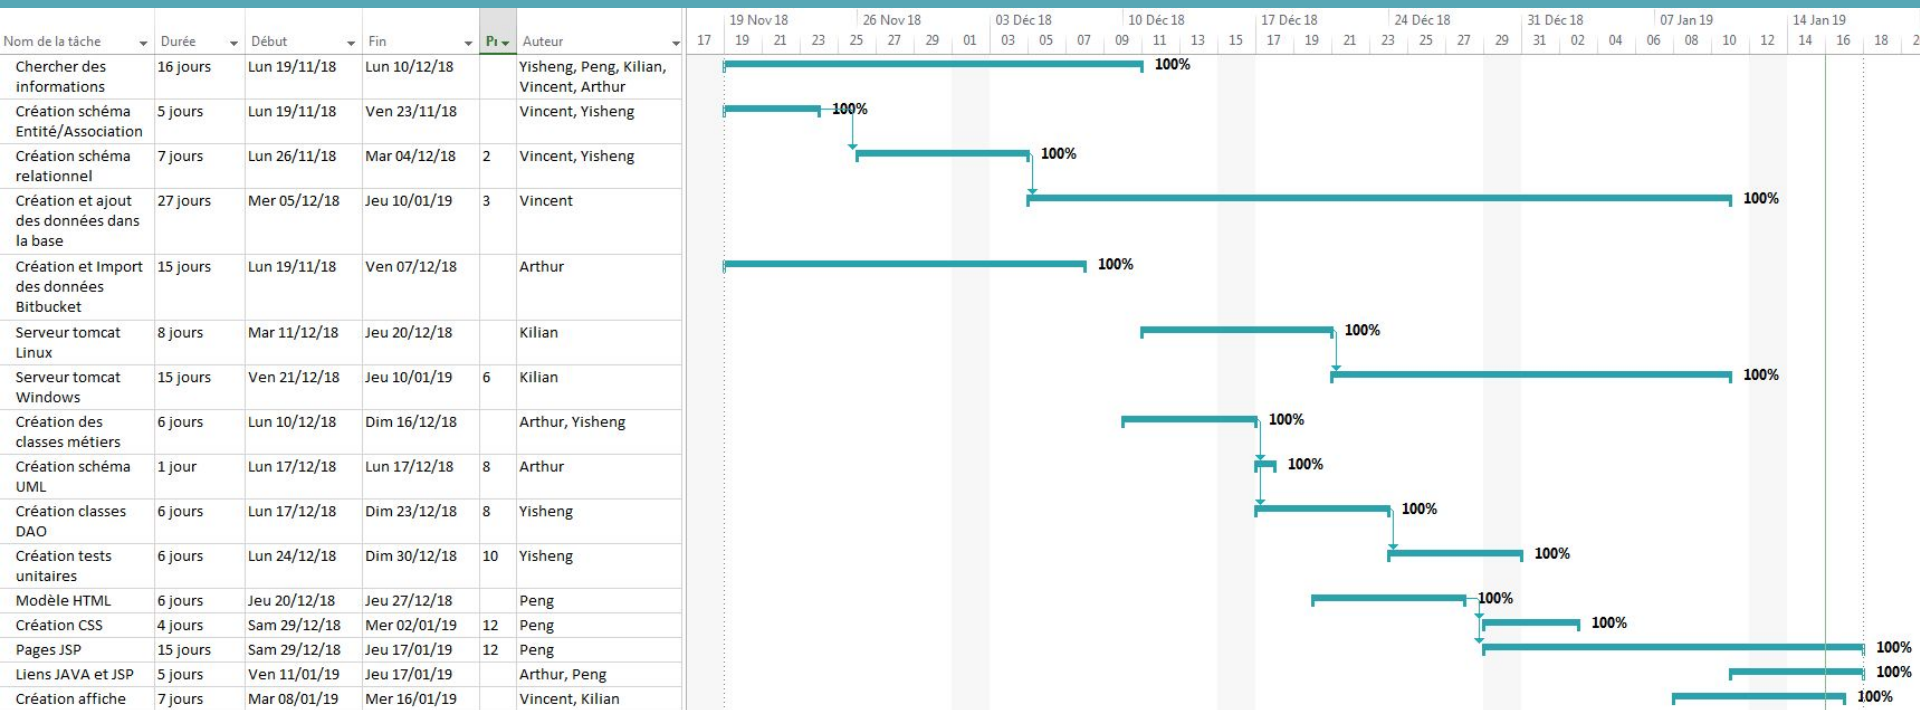 19 Nov 18 26 Nov 18 03 Déc 18 10 Déc 18 17 Déc 18 24 Déc 18 31 Déc 18 07 Jan 19 14 Jan 19
Nom de la tâche Durée Début Fin Auteur 17 19 21 23 25 27 29 01 03 05 07 09 11 13 15 17 19 21 23 25 27 29 31 02 04 06 08 10 12 14 16 18
Chercher des 16 jours Lun 19/11/18 Lun 10/12/18 Yisheng, Peng, Kilian, 100%
informations Vincent, Arthur
Création schéma 5 jours Lun 19/11/18 Ven 23/11/18 Vincent, Yisheng 100%
Entité/Association
Création schéma 7 jours Lun 26/11/18 Mar 04/12/18 2 Vincent, Yisheng 100%
relationnel
Création et ajout 27 jours Mer 05/12/18 Jeu 10/01/19 3 Vincent 100%
des données dans
la base
Création et Import 15 jours Lun 19/11/18 Ven 07/12/18 Arthur 100%
des données
Bitbucket
Serveur tomcat 8 jours Mar 11/12/18 Jeu 20/12/18 Kilian 100%
Linux
Serveur tomcat 15 jours Ven 21/12/18 Jeu 10/01/19 6 Kilian 100%
Windows
Création des 6 jours Lun 10/12/18 Dim 16/12/18 Arthur, Yisheng 100%
classes métiers
Création schéma 1 jour Lun 17/12/18 Lun 17/12/18 8 Arthur 100%
UML
Création classes 6 jours Lun 17/12/18 Dim 23/12/18 8 Yisheng 100%
DAO
Création tests 6 jours Lun 24/12/18 Dim 30/12/18 10 Yisheng 100%
unitaires
Modèle HTML 6 jours Jeu 20/12/18 Jeu 27/12/18 Peng 100%
Création CSS 4 jours Sam 29/12/18 Mer 02/01/19 12 Peng 100%
Pages JSP 15 jours Sam 29/12/18 Jeu 17/01/19 12 Peng 100%
Liens JAVA et JSP 5 jours Ven 11/01/19 Jeu 17/01/19 Arthur, Peng 100%
Création affiche 7 jours Mar 08/01/19 Mer 16/01/19 Vincent, Kilian 100%